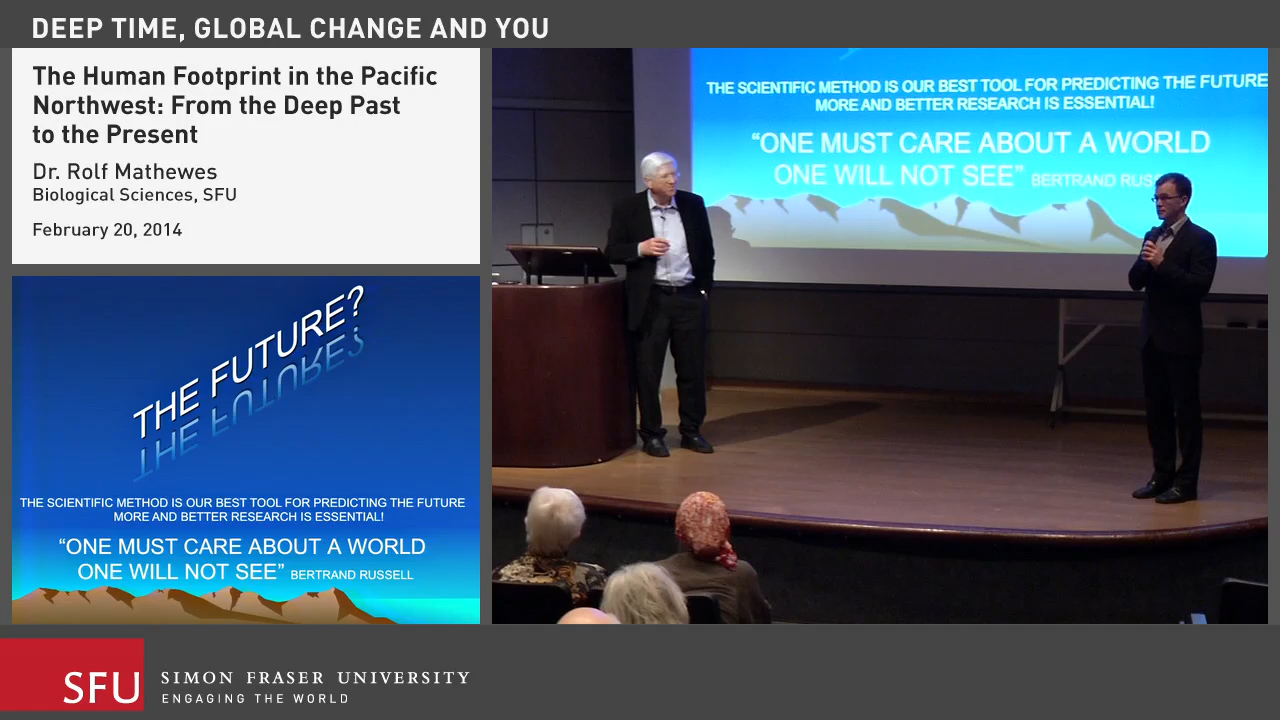 DEEP TIME, GLOBAL CHANGE AND YOU
The Human Footprint in the Pacific
Northwest: From the Deep Past
to the Present
Dr. Rolf Mathewes
Biological Sciences, SFU
February 20, 2014
THE FUTURE?
THE FUTURE?
THE SCIENTIFIC METHOD IS OUR BEST TOOL FOR PREDICTING THE FUTURE
MORE AND BETTER RESEARCH IS ESSENTIAL!
“ONE MUST CARE ABOUT A WORLD
ONE WILL NOT SEE” BERTRAND RUSSELL
THE SCIENTIFIC METHOD IS OUR BEST TOOL FOR PREDICTING THE FUTURE
MORE AND BETTER RESEARCH IS ESSENTIAL!
“ONE MUST CARE ABOUT A WORLD
ONE WILL NOT SEE” BERTRAND
SFU SIMON FRASER UNIVERSITY
ENGAGING THE WORLD